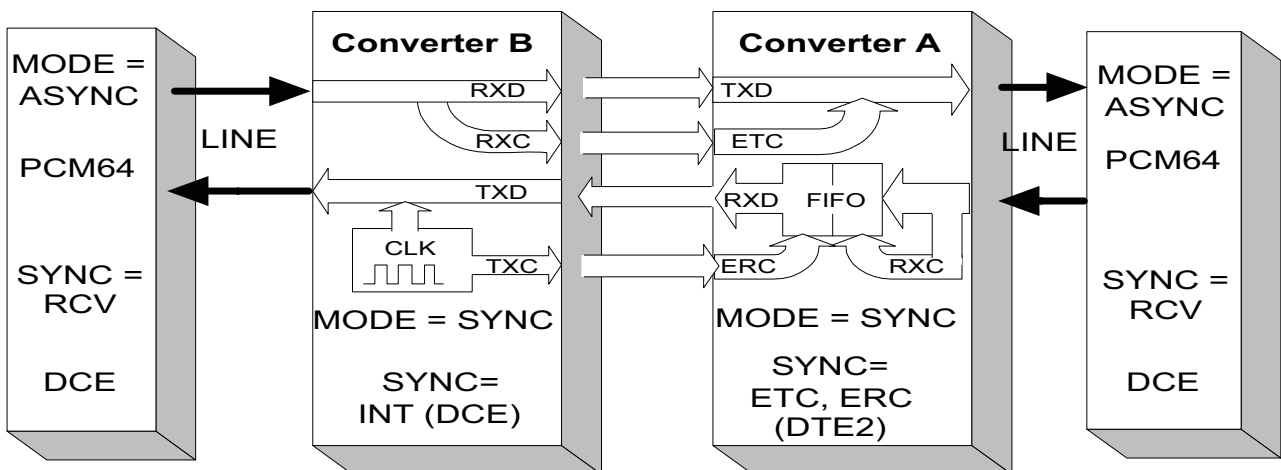 MODE =
ASYNC
PCM64
SYNC =
RCV
DCE
LINE
Converter B
RXD
RXC
TXD
CLK
TXC
MODE = SYNC
SYNC=
INT (DCE)
Converter A
TXD
ETC
RXD
FIFO
ERC
RXC
MODE = SYNC
SYNC=
ETC, ERC
(DTE2)
LINE
MODE =
ASYNC
PCM64
SYNC =
RCV
DCE